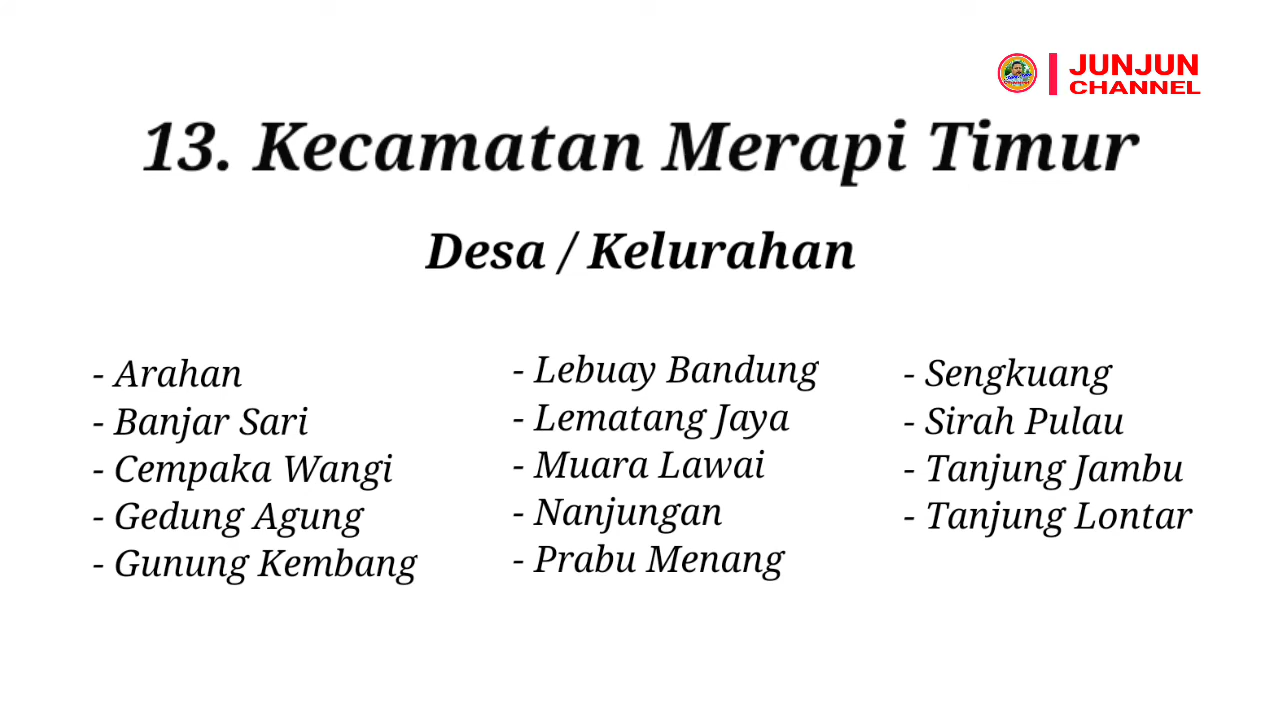 JUNJUN
CHANNEL
13. Kecamatan Merapi Timur
Desa / Kelurahan
- Arahan
- Banjar Sari
- Cempaka Wangi
- Gedung Agung
- Gunung Kembang
- Lebuay Bandung
- Lematang Jaya
- Muara Lawai
- Nanjungan
- Prabu Menang
- Sengkuang
- Sirah Pulau
- Tanjung Jambu
- Tanjung Lontar